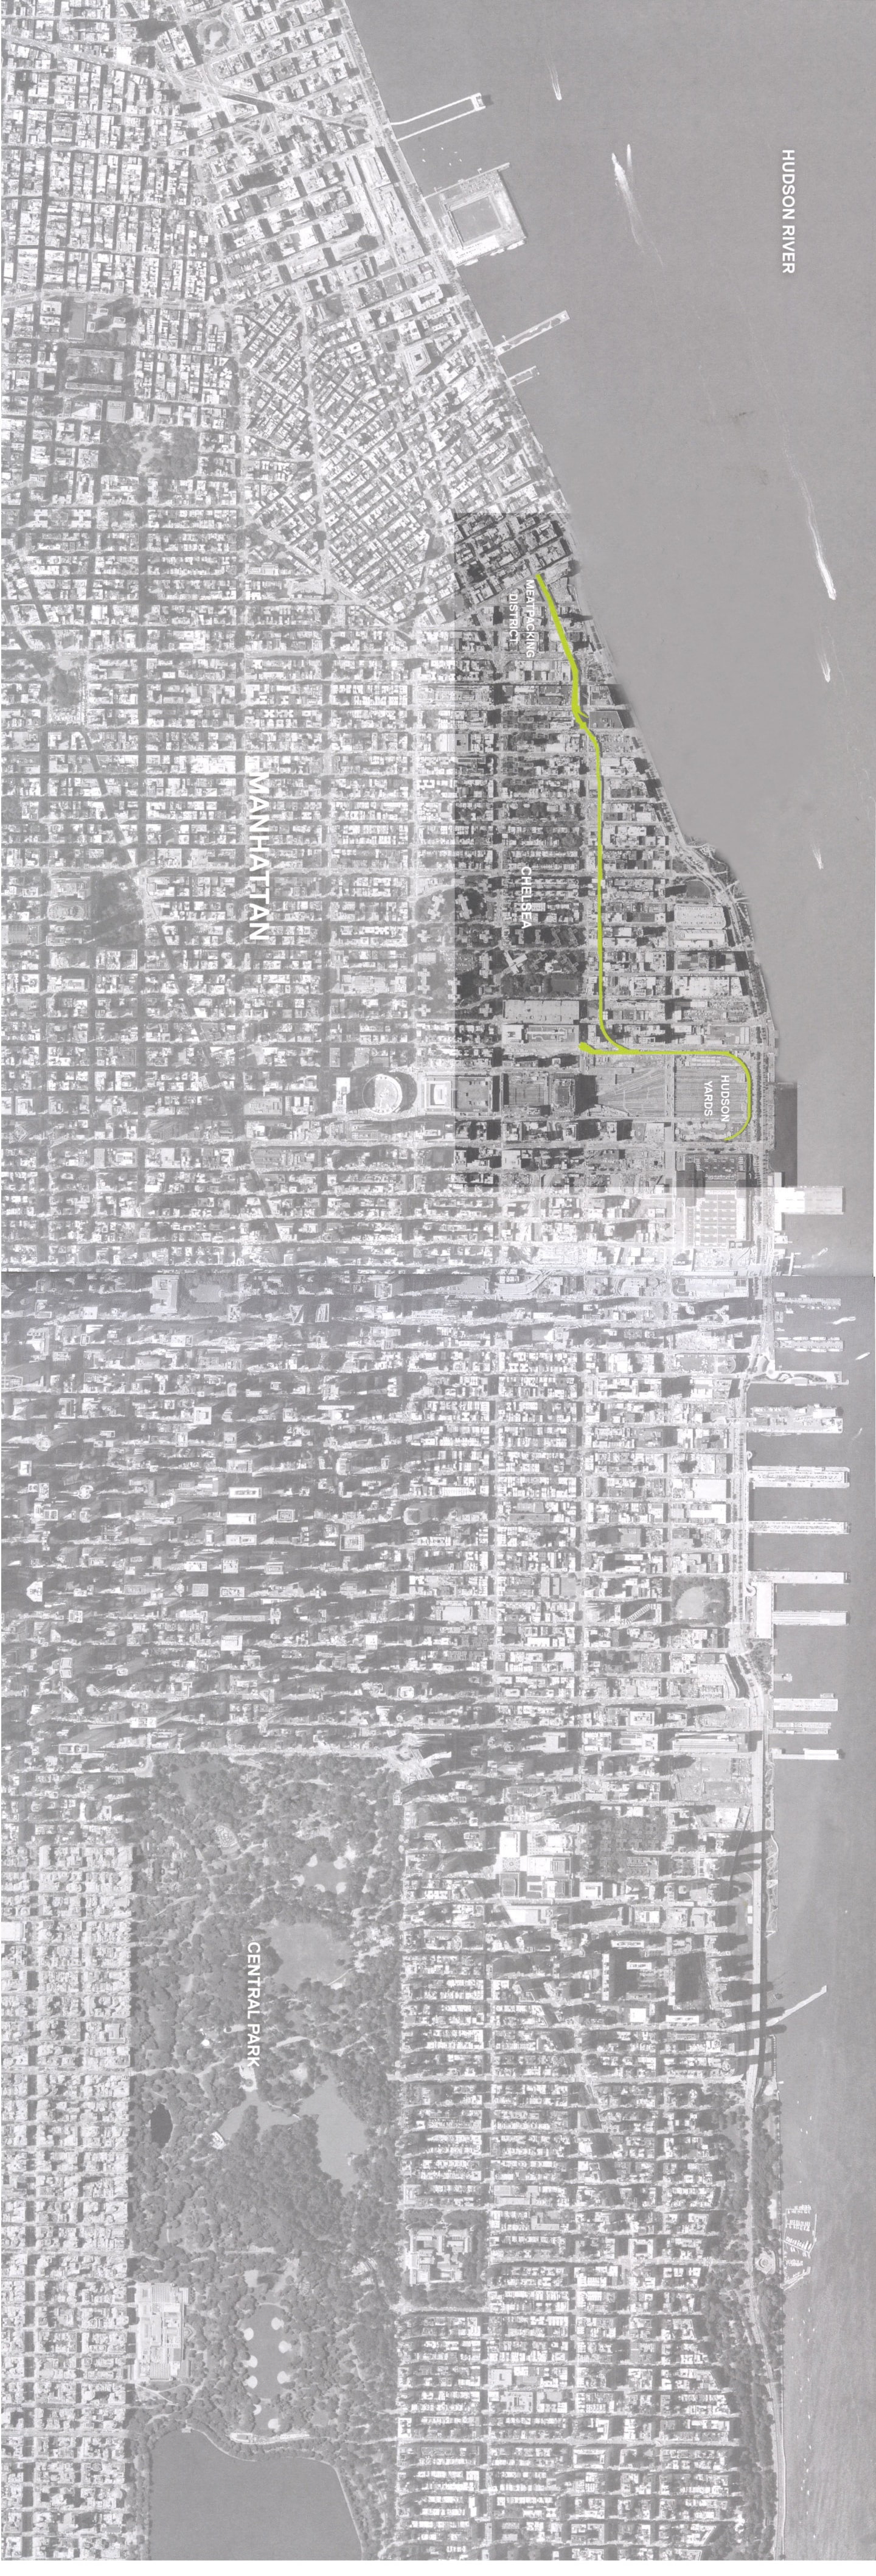 HUDSON RIVER
MEATPACKING
DISTRICT
CHELSEA
MANHATTAN
HUDSON
YARDS
CENTRAL PARK